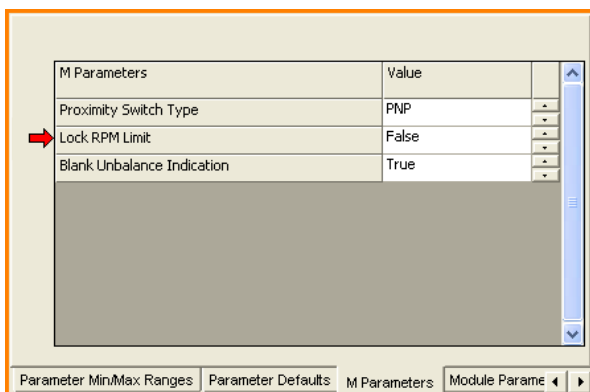 M Parameters Value
Proximity Switch Type PNP
Lock RPM Limit False
Blank Unbalance Indication True
Parameter Min/Max Ranges Parameter Defaults M Parameters Module Parame